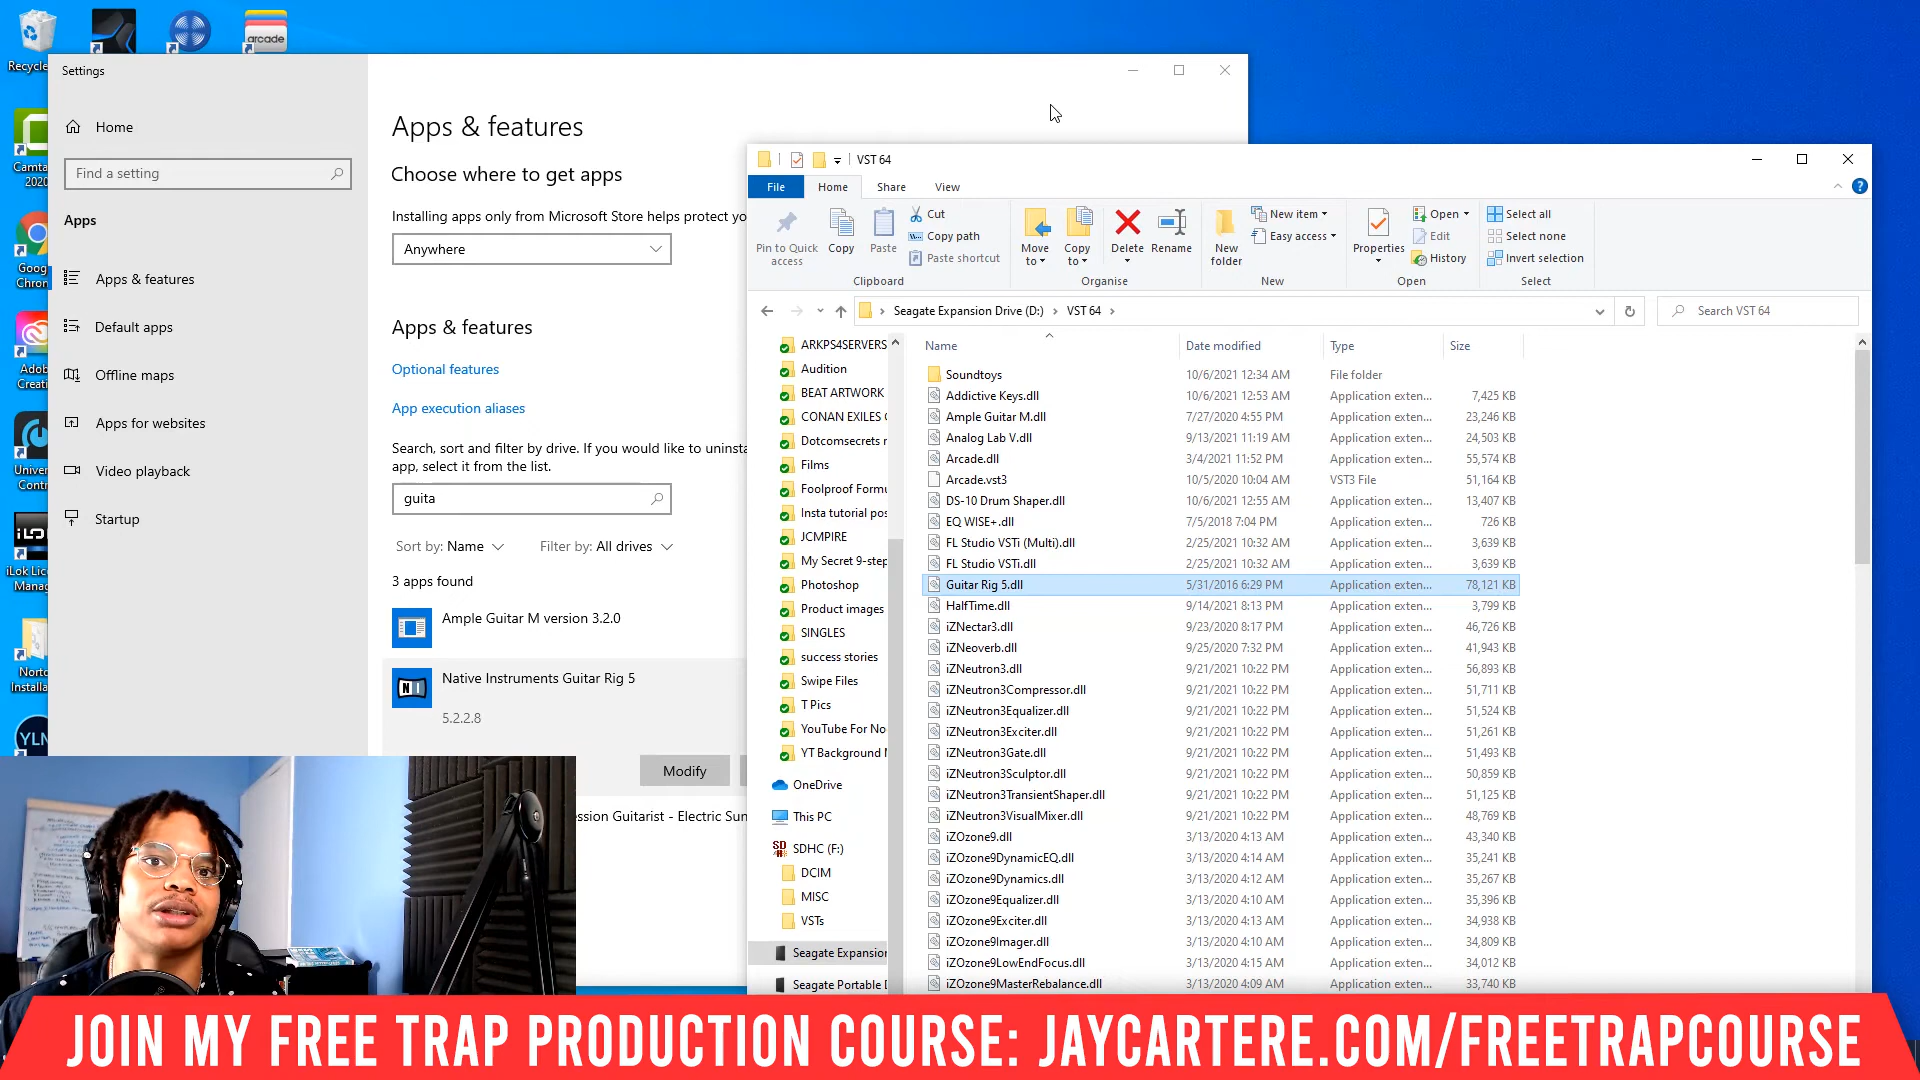 Recycle
arcade
Camta
2020
Goog
Chron
Adob
Creati
Univer
Contr
iLOK
iLok Lic
Manag
Norto
Installa
YLM
Settings
Home
Find a setting
Apps
Apps & features
Default apps
Offline maps
Apps for websites
Video playback
Startup
Apps & features
Choose where to get apps
Installing apps only from Microsoft Store helps protect yo
Anywhere
Apps & features
Optional features
App execution aliases
Search, sort and filter by drive. If you would like to uninsta
app, select it from the list.
guita
Sort by: Name
Filter by: All drives
3 apps found
Ample Guitar M version 3.2.0
NI
Native Instruments Guitar Rig 5
5.2.2.8
Modify
ession Guitarist - Electric Sun
VST 64
File Home Share View
Pin to Quick
access
Copy
Paste
Cut
Copy path
Paste shortcut
Clipboard
Move
to
Copy
to
Delete
Rename
Organise
New
folder
New item
Easy access
New
Properties
Open
Edit
History
Open
Select all
Select none
Invert selection
Select
Seagate Expansion Drive (D:) > VST 64 >
Search VST 64
ARKPS4SERVERS
Audition
BEAT ARTWORK
CONAN EXILES
Dotcomsecrets
Films
Foolproof Formu
Insta tutorial pos
JCMPIRE
My Secret 9-step
Photoshop
Product images
SINGLES
success stories
Swipe Files
T Pics
YouTube For No
YT Background
OneDrive
This PC
SD
SDHC (F:)
DCIM
MISC
VSTs
Seagate Expansion
Seagate Portable D
Name Date modified Type Size
Soundtoys 10/6/2021 12:34 AM File folder
Addictive Keys.dll 10/6/2021 12:53 AM Application exten... 7,425 KB
Ample Guitar M.dll 7/27/2020 4:55 PM Application exten... 23,246 KB
Analog Lab V.dll 9/13/2021 11:19 AM Application exten... 24,503 KB
Arcade.dll 3/4/2021 11:52 PM Application exten... 55,574 KB
Arcade.vst3 10/5/2020 10:04 AM VST3 File 51,164 KB
DS-10 Drum Shaper.dll 10/6/2021 12:55 AM Application exten... 13,407 KB
EQ WISE+.dll 7/5/2018 7:04 PM Application exten... 726 KB
FL Studio VSTi (Multi).dll 2/25/2021 10:32 AM Application exten... 3,639 KB
FL Studio VSTi.dll 2/25/2021 10:32 AM Application exten... 3,639 KB
Guitar Rig 5.dll 5/31/2016 6:29 PM Application exten... 78,121 KB
HalfTime.dll 9/14/2021 8:13 PM Application exten... 3,799 KB
iZNectar3.dll 9/23/2020 8:17 PM Application exten... 46,726 KB
iZNeoverb.dll 9/25/2020 7:32 PM Application exten... 41,943 KB
iZNeutron3.dll 9/21/2021 10:22 PM Application exten... 56,893 KB
iZNeutron3Compressor.dll 9/21/2021 10:22 PM Application exten... 51,711 KB
iZNeutron3Equalizer.dll 9/21/2021 10:22 PM Application exten... 51,524 KB
iZNeutron3Exciter.dll 9/21/2021 10:22 PM Application exten... 51,261 KB
iZNeutron3Gate.dll 9/21/2021 10:22 PM Application exten... 51,493 KB
iZNeutron3Sculptor.dll 9/21/2021 10:22 PM Application exten... 50,859 KB
iZNeutron3TransientShaper.dll 9/21/2021 10:22 PM Application exten... 51,125 KB
iZNeutron3VisualMixer.dll 9/21/2021 10:22 PM Application exten... 48,769 KB
iZOzone9.dll 3/13/2020 4:13 AM Application exten... 43,340 KB
iZOzone9DynamicEQ.dll 3/13/2020 4:14 AM Application exten... 35,241 KB
iZOzone9Dynamics.dll 3/13/2020 4:12 AM Application exten... 35,267 KB
iZOzone9Equalizer.dll 3/13/2020 4:10 AM Application exten... 35,396 KB
iZOzone9Exciter.dll 3/13/2020 4:13 AM Application exten... 34,938 KB
iZOzone9Imager.dll 3/13/2020 4:10 AM Application exten... 34,809 KB
iZOzone9LowEndFocus.dll 3/13/2020 4:15 AM Application exten... 34,012 KB
iZOzone9MasterRebalance.dll 3/13/2020 4:09 AM Application exten... 33,740 KB
JOIN MY FREE TRAP PRODUCTION COURSE: JAYCARTERE.COM/FREETRAPCOURSE